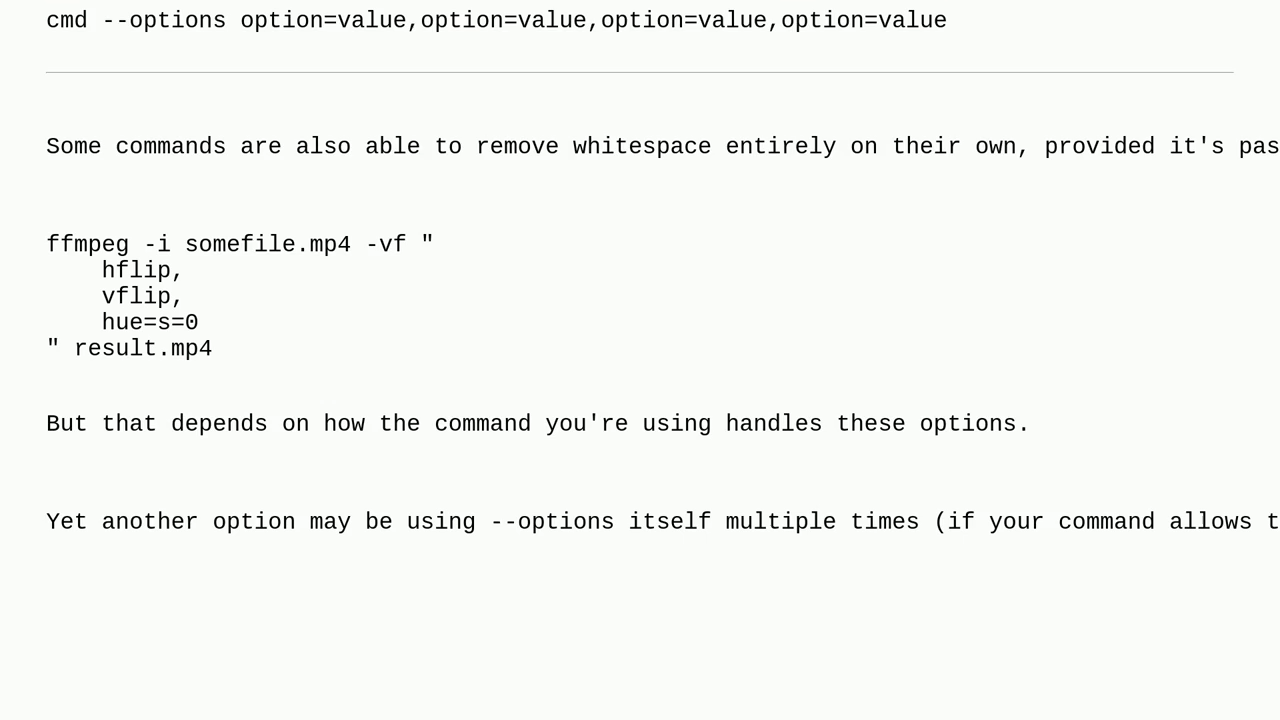 cmd --options option=value,option=value,option=value,option=value
Some commands are also able to remove whitespace entirely on their own, provided it's
ffmpeg -i somefile.mp4 -vf "
    hflip,
    vflip,
    hue=s=0
" result.mp4
But that depends on how the command you're using handles these options.
Yet another option may be using --options itself multiple times (if your command allows